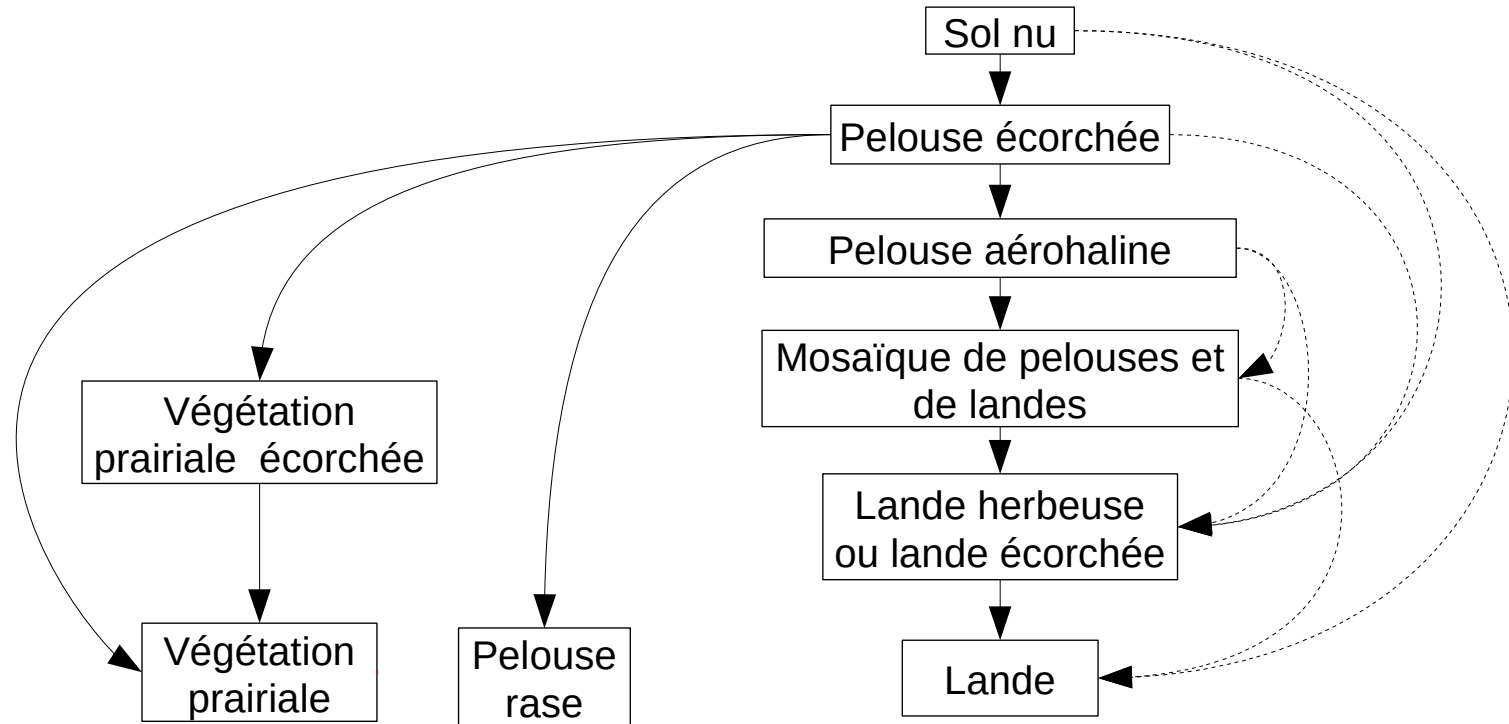 Sol nu
Pelouse écorchée
Pelouse aérohaline
Mosaïque de pelouses et
de landes
Végétation
prairiale écorchée
Lande herbeuse
ou lande écorchée
Végétation
prairiale
Pelouse
rase
Lande